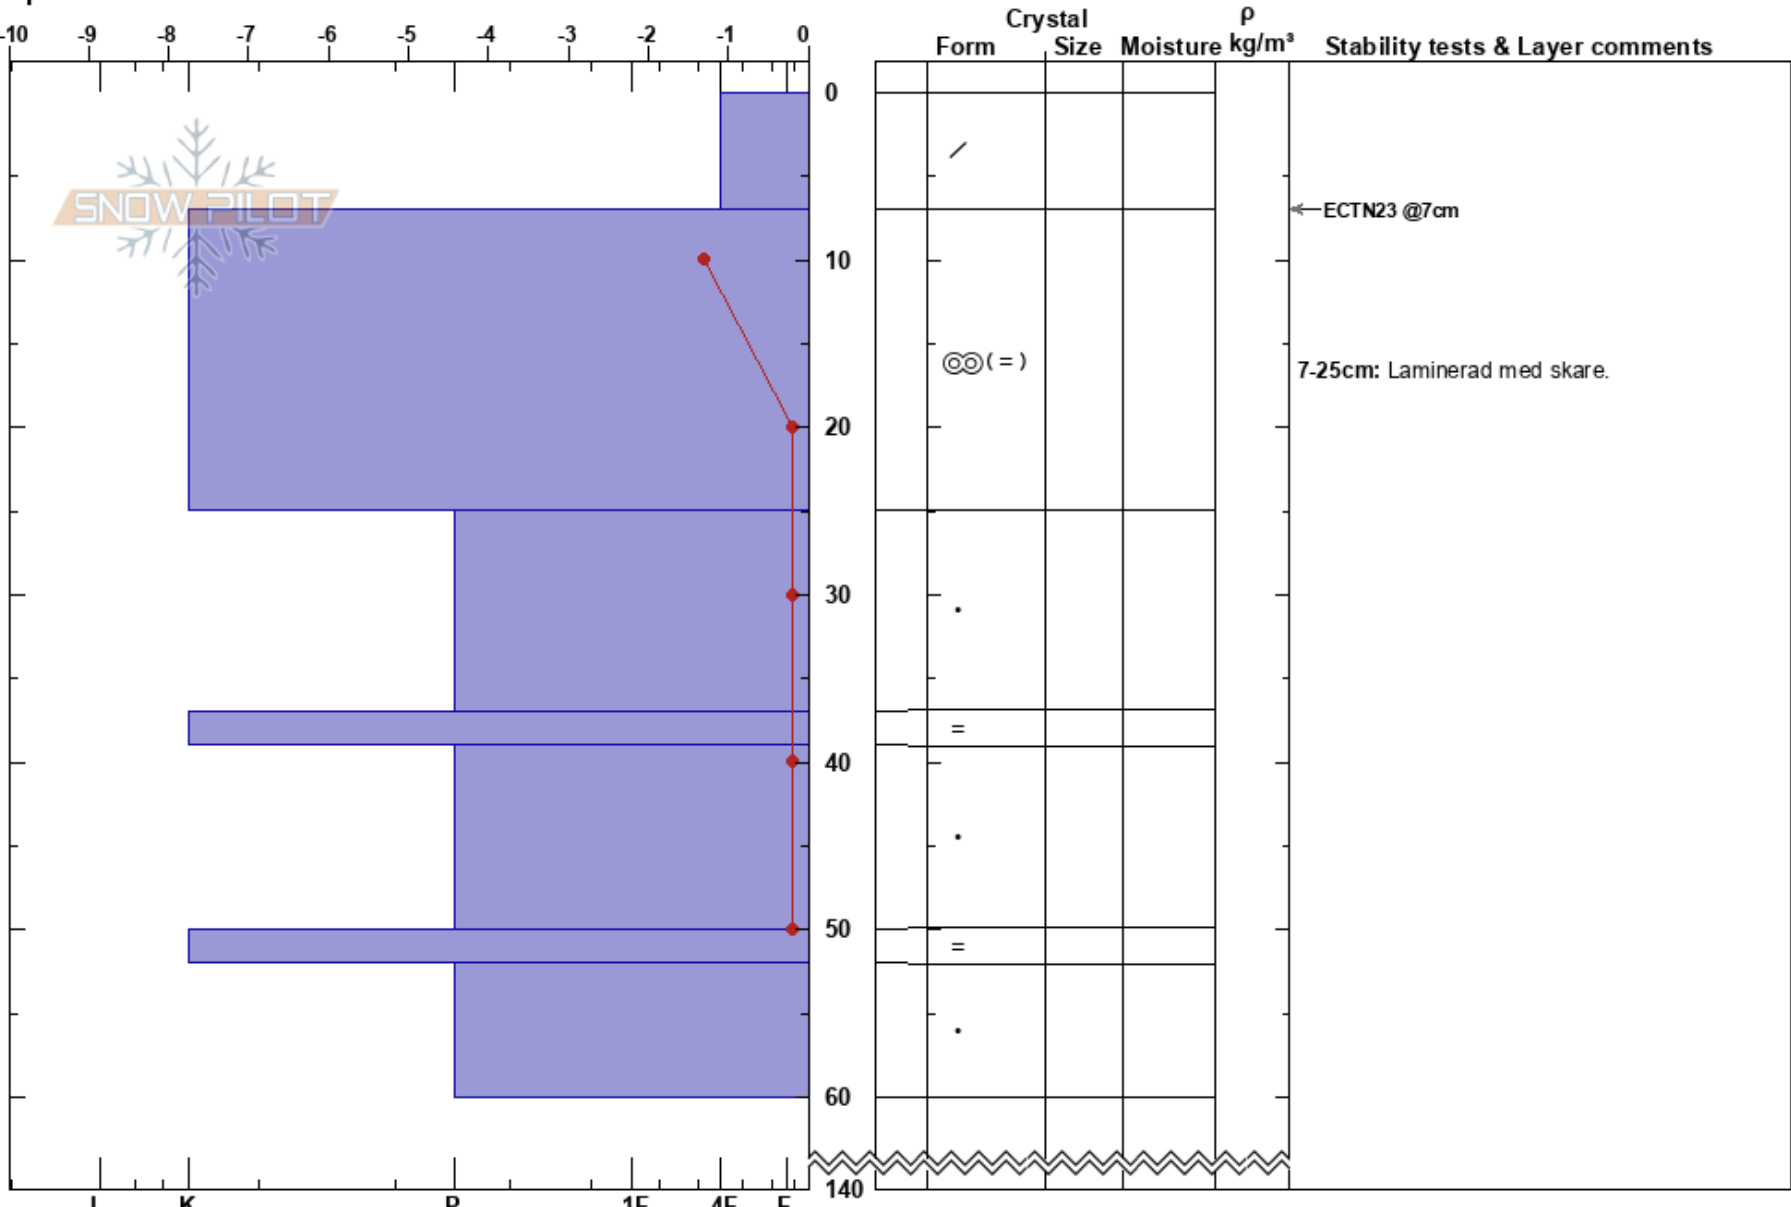 Crystal ρ
-10 -9 -8 -7 -6 -5 -4 -3 -2 -1 0 Form Size Moisture kg/m³ Stability tests & Layer comments
0
SNOW PILOT
ECTN23 @7cm
10
(=)
7-25cm: Laminerad med skare.
20
30
=
40
50
=
60
140
I K P 1F 4F F